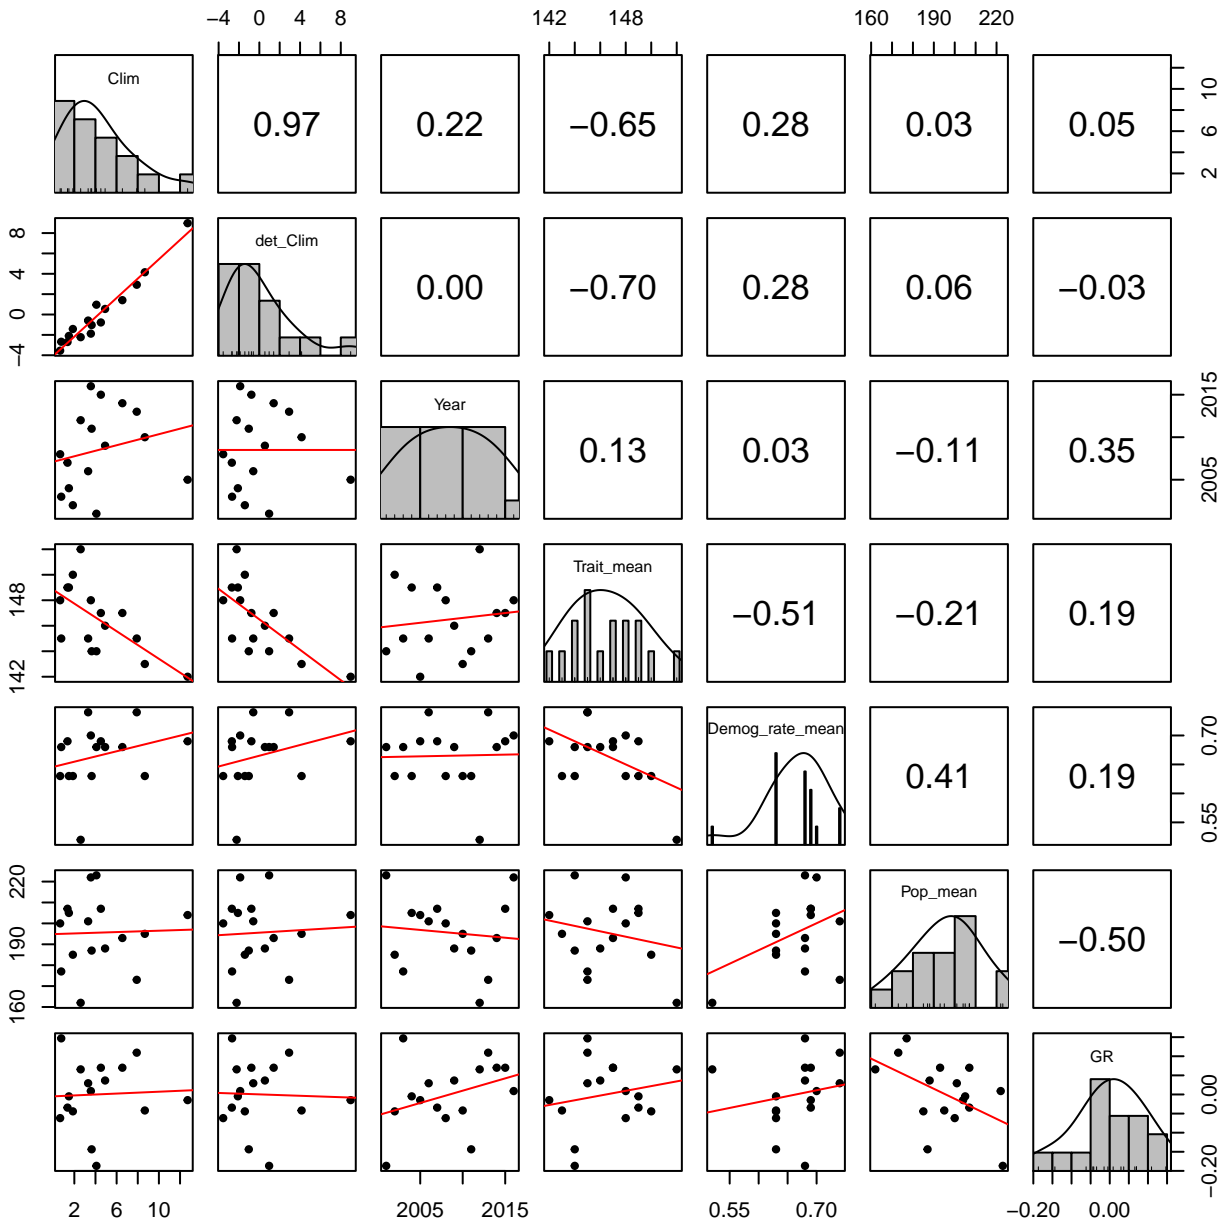 −4 0 4 8 142 148 160 190 220
Clim 0.97 0.22 −0.65 0.28 0.03 0.05 2 6 10
−4 0 4 8 det_Clim 0.00 −0.70 0.28 0.06 −0.03
Year 0.13 0.03 −0.11 0.35 2005 2015
142 148 Trait_mean −0.51 −0.21 0.19
Demog_rate_mean 0.41 0.19 0.55 0.70
160 190 220 Pop_mean −0.50
GR −0.20 0.00
2 6 10 2005 2015 0.55 0.70 −0.20 0.00